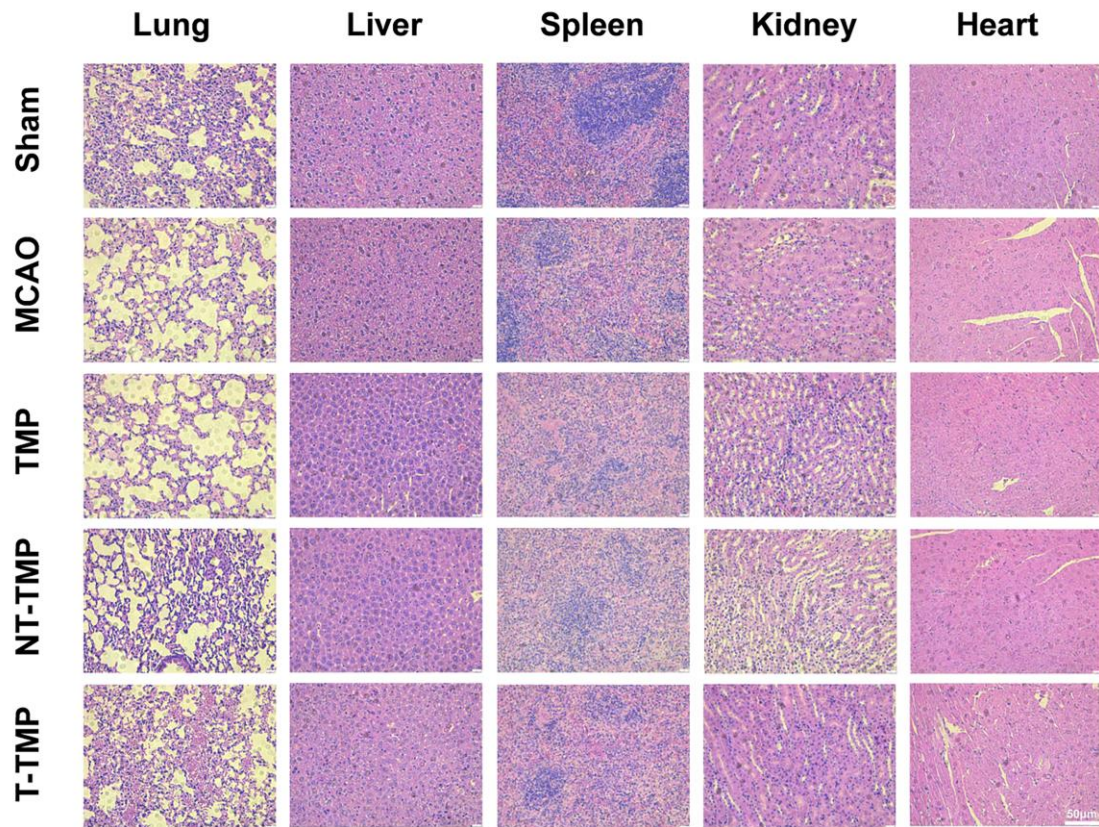 Lung Liver Spleen Kidney Heart
Sham
MCAO
TMP
NT-TMP
T-TMP
50μm